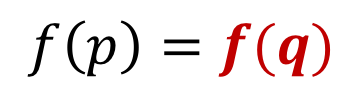 f(p) = f(q)